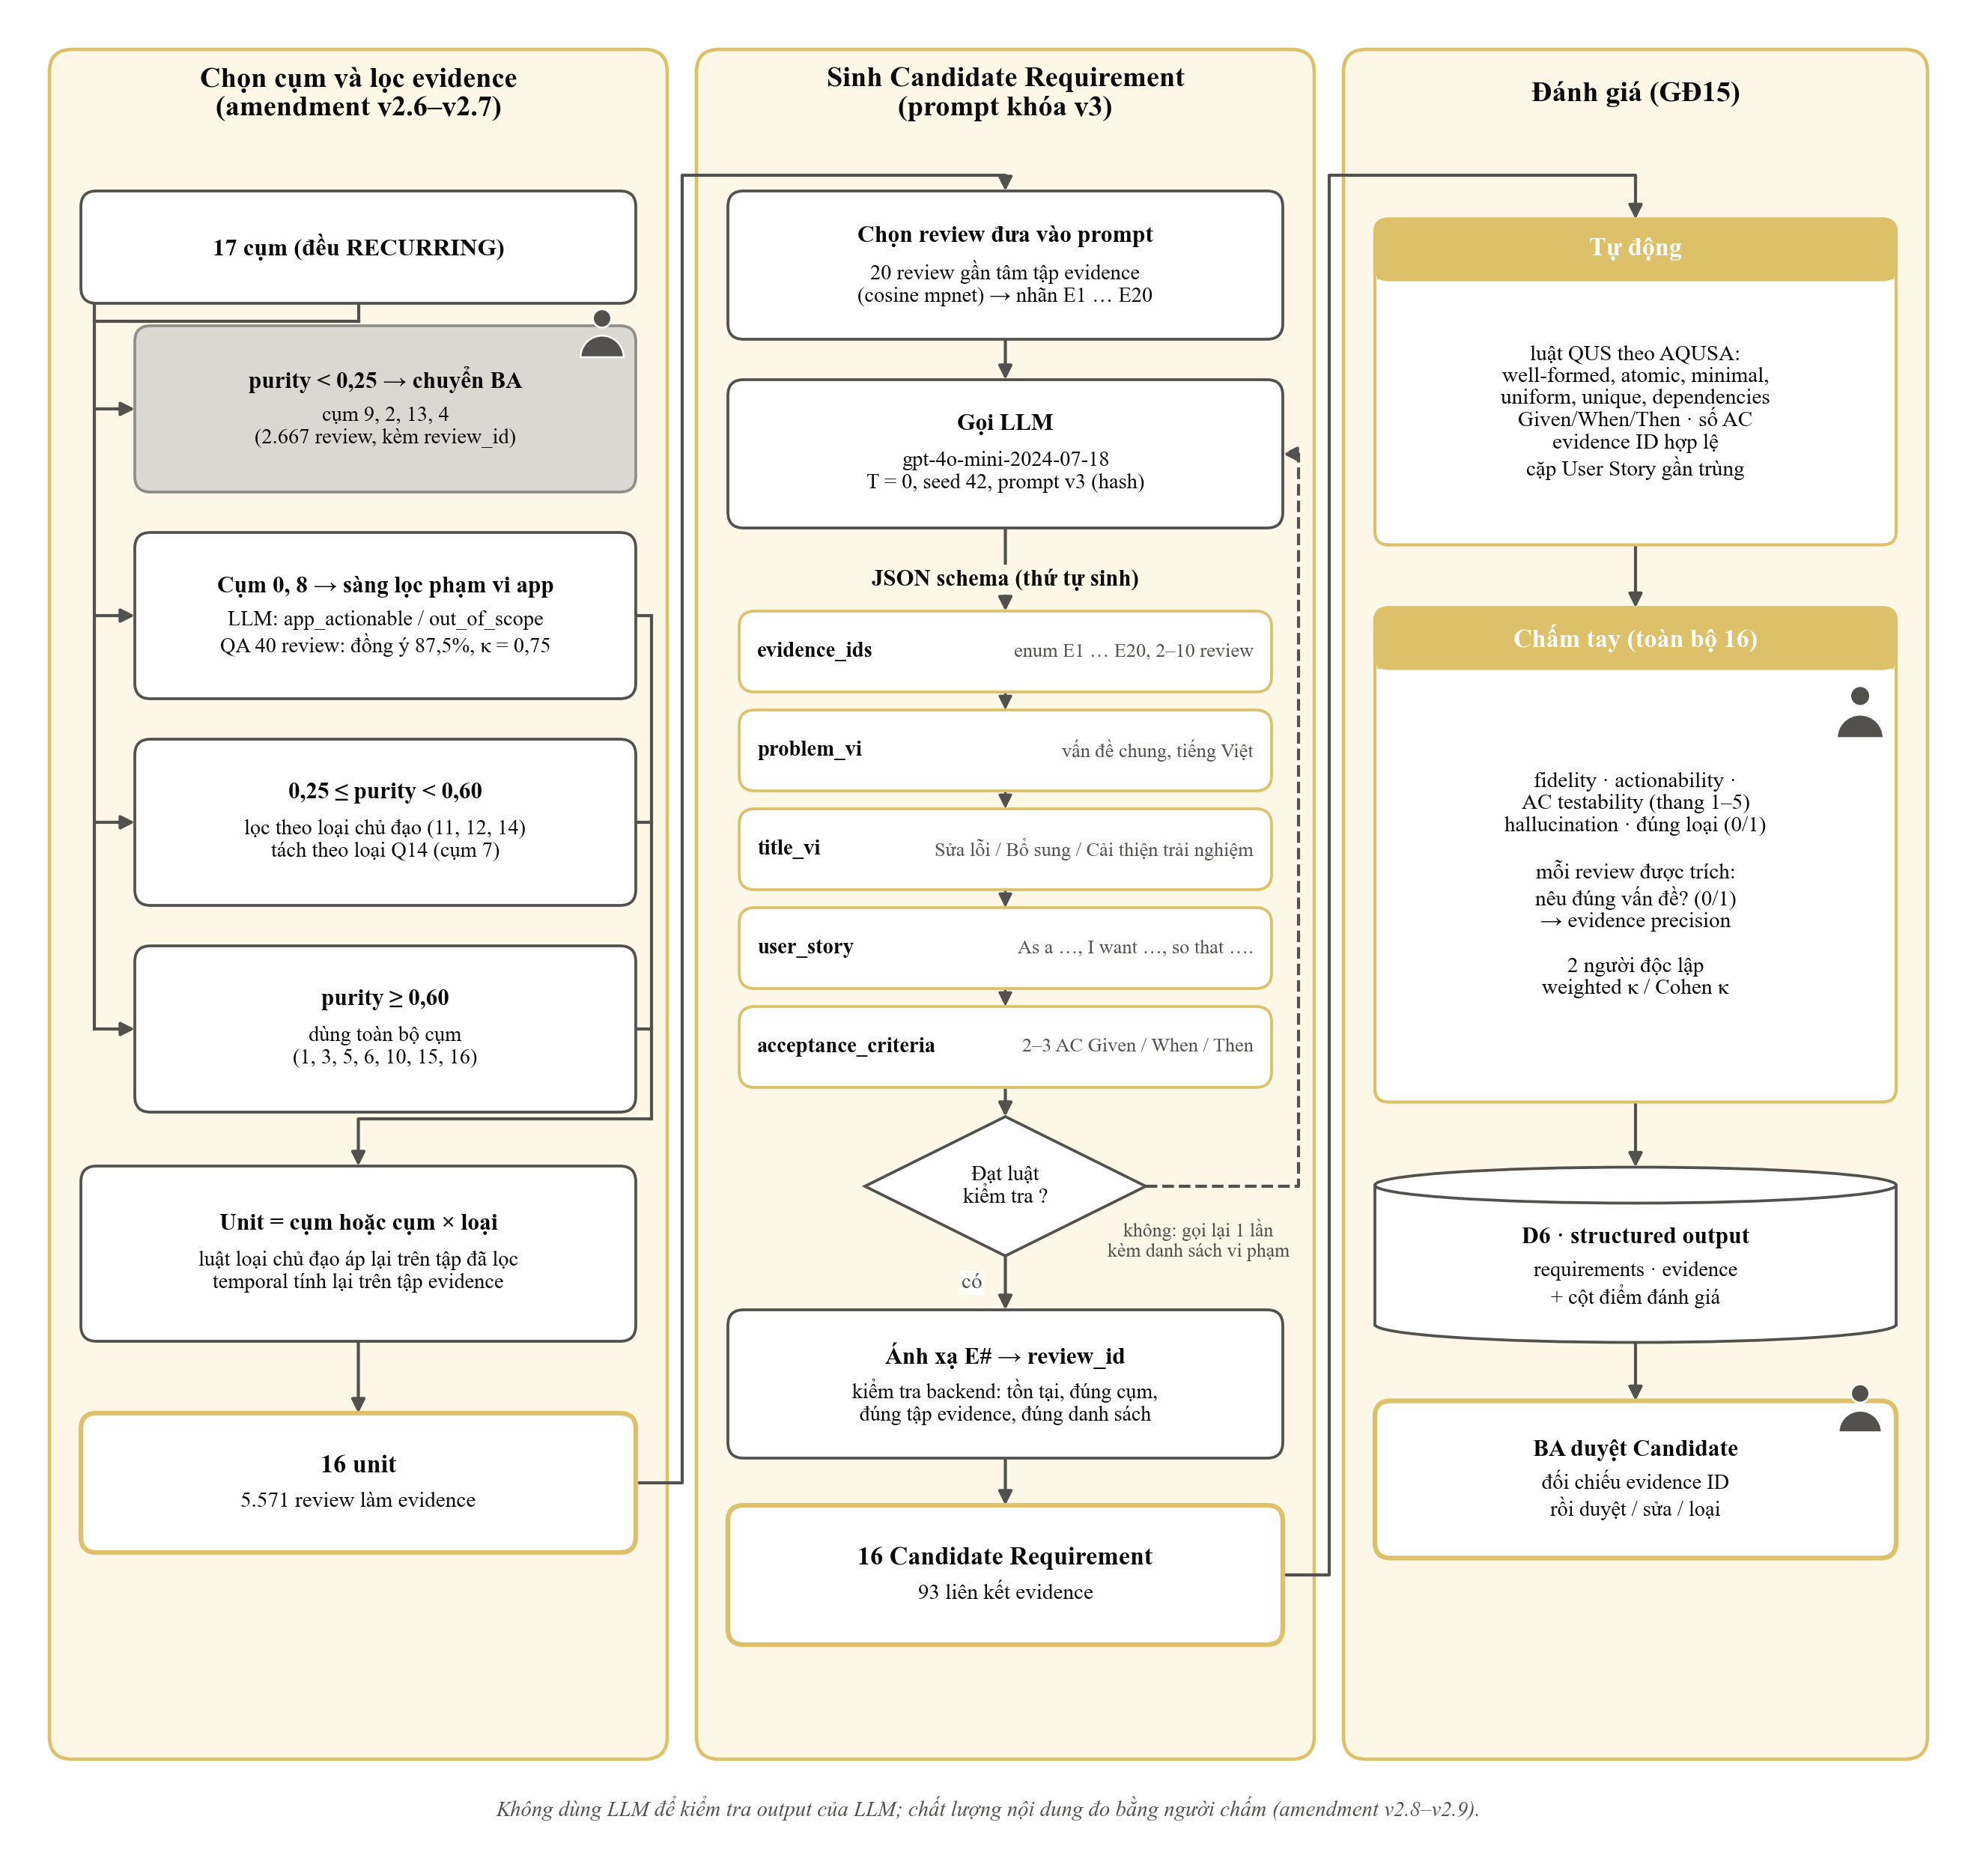 Chọn cụm và lọc evidence
(amendment v2.6–v2.7)
17 cụm (đều RECURRING)
purity < 0,25 → chuyển BA
cụm 9, 2, 13, 4
(2.667 review, kèm review_id)
Cụm 0, 8 → sàng lọc phạm vi app
LLM: app_actionable / out_of_scope
QA 40 review: đồng ý 87,5%, κ = 0,75
0,25 ≤ purity < 0,60
lọc theo loại chủ đạo (11, 12, 14)
tách theo loại Q14 (cụm 7)
purity ≥ 0,60
dùng toàn bộ cụm
(1, 3, 5, 6, 10, 15, 16)
Unit = cụm hoặc cụm × loại
luật loại chủ đạo áp lại trên tập đã lọc
temporal tính lại trên tập evidence
16 unit
5.571 review làm evidence
Sinh Candidate Requirement
(prompt khóa v3)
Chọn review đưa vào prompt
20 review gần tâm tập evidence
(cosine mpnet) → nhãn E1 … E20
Gọi LLM
gpt-4o-mini-2024-07-18
T = 0, seed 42, prompt v3 (hash)
JSON schema (thứ tự sinh)
evidence_ids enum E1 … E20, 2–10 review
problem_vi vấn đề chung, tiếng Việt
title_vi Sửa lỗi / Bổ sung / Cải thiện trải nghiệm
user_story As a …, I want …, so that ….
acceptance_criteria 2–3 AC Given / When / Then
Đạt luật
kiểm tra ?
không: gọi lại 1 lần
kèm danh sách vi phạm
có
Ánh xạ E# → review_id
kiểm tra backend: tồn tại, đúng cụm,
đúng tập evidence, đúng danh sách
16 Candidate Requirement
93 liên kết evidence
Đánh giá (GĐ15)
Tự động
luật QUS theo AQUSA:
well-formed, atomic, minimal,
uniform, unique, dependencies
Given/When/Then · số AC
evidence ID hợp lệ
cặp User Story gần trùng
Chấm tay (toàn bộ 16)
fidelity · actionability ·
AC testability (thang 1–5)
hallucination · đúng loại (0/1)
mỗi review được trích:
nêu đúng vấn đề? (0/1)
→ evidence precision
2 người độc lập
weighted κ / Cohen κ
D6 · structured output
requirements · evidence
+ cột điểm đánh giá
BA duyệt Candidate
đối chiếu evidence ID
rồi duyệt / sửa / loại
Không dùng LLM để kiểm tra output của LLM; chất lượng nội dung đo bằng người chấm (amendment v2.8–v2.9).